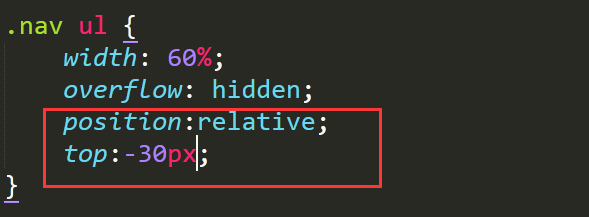 .nav ul {
width: 60%;
overflow: hidden;
position:relative;
top:-30px;
}